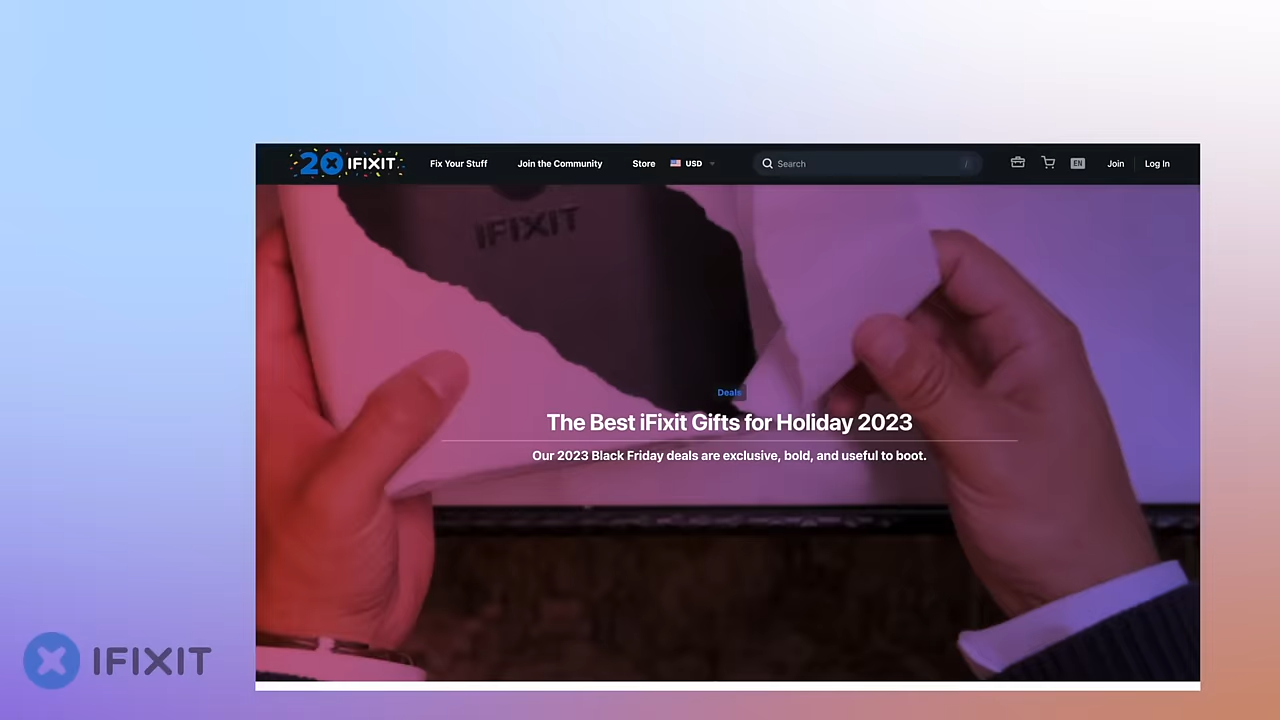 20 IFIXIT
Fix Your Stuff
Join the Community
Store
USD
Search
/
EN
Join
Log In
IFIXIT
Deals
The Best iFixit Gifts for Holiday 2023
Our 2023 Black Friday deals are exclusive, bold, and useful to boot.
IFIXIT